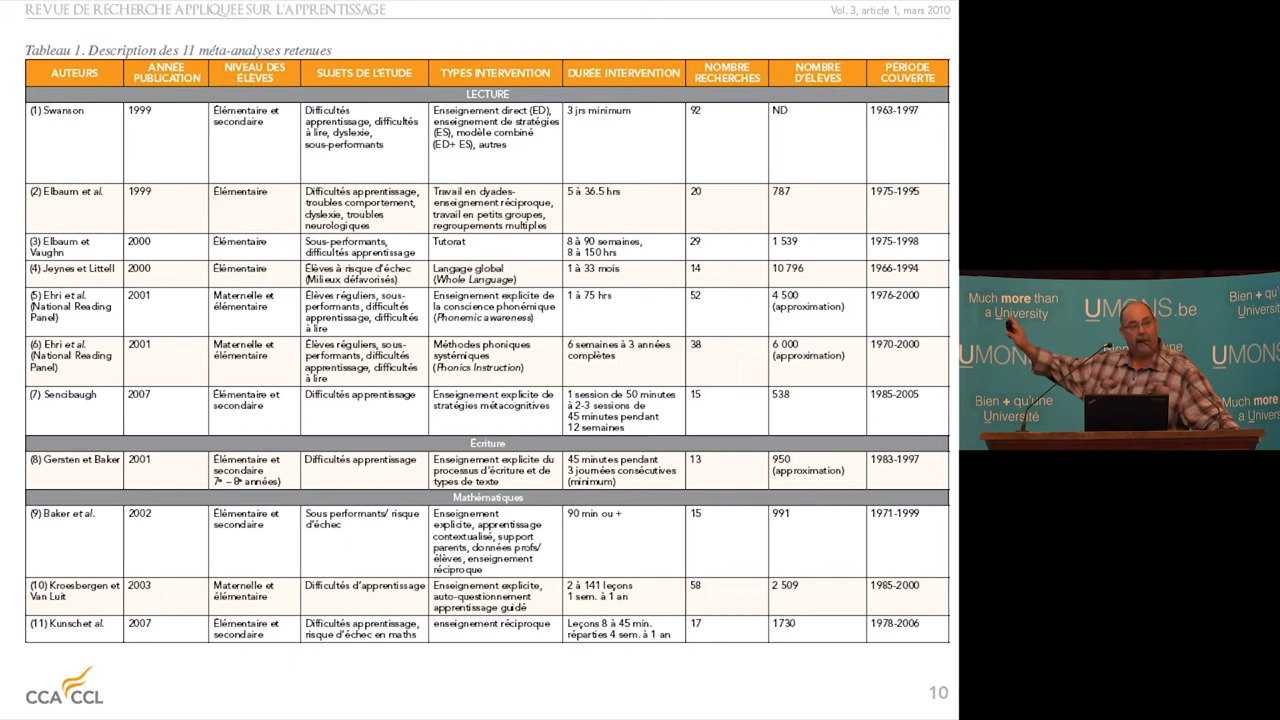 REVUE DE RECHERCHE APPLIQUÉE SUR L'APPRENTISSAGE
Vol. 3, article 1, mars 2010
Tableau 1. Description des 11 méta-analyses retenues
AUTEURS
ANNÉE
PUBLICATION
NIVEAU DES
ÉLÈVES
SUJETS DE L'ÉTUDE
TYPES INTERVENTION
DURÉE INTERVENTION
NOMBRE
RECHERCHES
NOMBRE
D'ÉLÈVES
PÉRIODE
COUVERTE
LECTURE
(1) Swanson
1999
Élémentaire et
secondaire
Difficultés
apprentissage, difficultés
à lire, dyslexie,
sous-performants
Enseignement direct (ED),
enseignement de stratégies
(ES), modèle combiné
(ED+ ES), autres
3 jrs minimum
92
ND
1963-1997
(2) Elbaum et al.
1999
Élémentaire
Difficultés apprentissage,
troubles comportement,
dyslexie, troubles
neurologiques
Travail en dyades-
enseignement réciproque,
travail en petits groupes,
regroupements multiples
5 à 36.5 hrs
20
787
1975-1995
(3) Elbaum et
Vaughn
2000
Élémentaire
Sous-performants,
difficultés apprentissage
Tutorat
8 à 90 semaines,
8 à 150 hrs
29
1 539
1975-1998
(4) Jeynes et Littell
2000
Élémentaire
Élèves à risque d'échec
(Milieux défavorisés)
Langage global
(Whole Language)
1 à 33 mois
14
10 796
1966-1994
(5) Ehri et al.
(National Reading
Panel)
2001
Maternelle et
élémentaire
Élèves réguliers, sous-
performants, difficultés
apprentissage, difficultés
à lire
Enseignement explicite de
la conscience phonémique
(Phonemic awareness)
1 à 75 hrs
52
4 500
(approximation)
1976-2000
(6) Ehri et al.
(National Reading
Panel)
2001
Maternelle et
élémentaire
Élèves réguliers, sous-
performants, difficultés
apprentissage, difficultés
à lire
Méthodes phoniques
systémiques
(Phonics Instruction)
6 semaines à 3 années
complètes
38
6 000
(approximation)
1970-2000
(7) Sencibaugh
2007
Élémentaire et
secondaire
Difficultés apprentissage
Enseignement explicite de
stratégies métacognitives
1 session de 50 minutes
à 2-3 sessions de
45 minutes pendant
12 semaines
15
538
1985-2005
Écriture
(8) Gersten et Baker
2001
Élémentaire et
secondaire
7e – 8e années)
Difficultés apprentissage
Enseignement explicite du
processus d'écriture et de
types de texte
45 minutes pendant
3 journées consécutives
(minimum)
13
950
(approximation)
1983-1997
Mathématiques
(9) Baker et al.
2002
Élémentaire et
secondaire
Sous performants/ risque
d'échec
Enseignement
explicite, apprentissage
contextualisé, support
parents, données profs/
élèves, enseignement
réciproque
90 min ou +
15
991
1971-1999
(10) Kroesbergen et
Van Luit
2003
Maternelle et
élémentaire
Difficultés d'apprentissage
Enseignement explicite,
auto-questionnement
apprentissage guidé
2 à 141 leçons
1 sem. à 1 an
58
2 509
1985-2000
(11) Kunsch et al.
2007
Élémentaire et
secondaire
Difficultés apprentissage,
risque d'échec en maths
enseignement réciproque
Leçons 8 à 45 min.
réparties 4 sem. à 1 an
17
1730
1978-2006
CCA CCL
10
Much more than
a University
UMONS.be
Bien + qu'
Universit
UMON
UMONS
Bien + qu'une
Université
Much more
a Univers